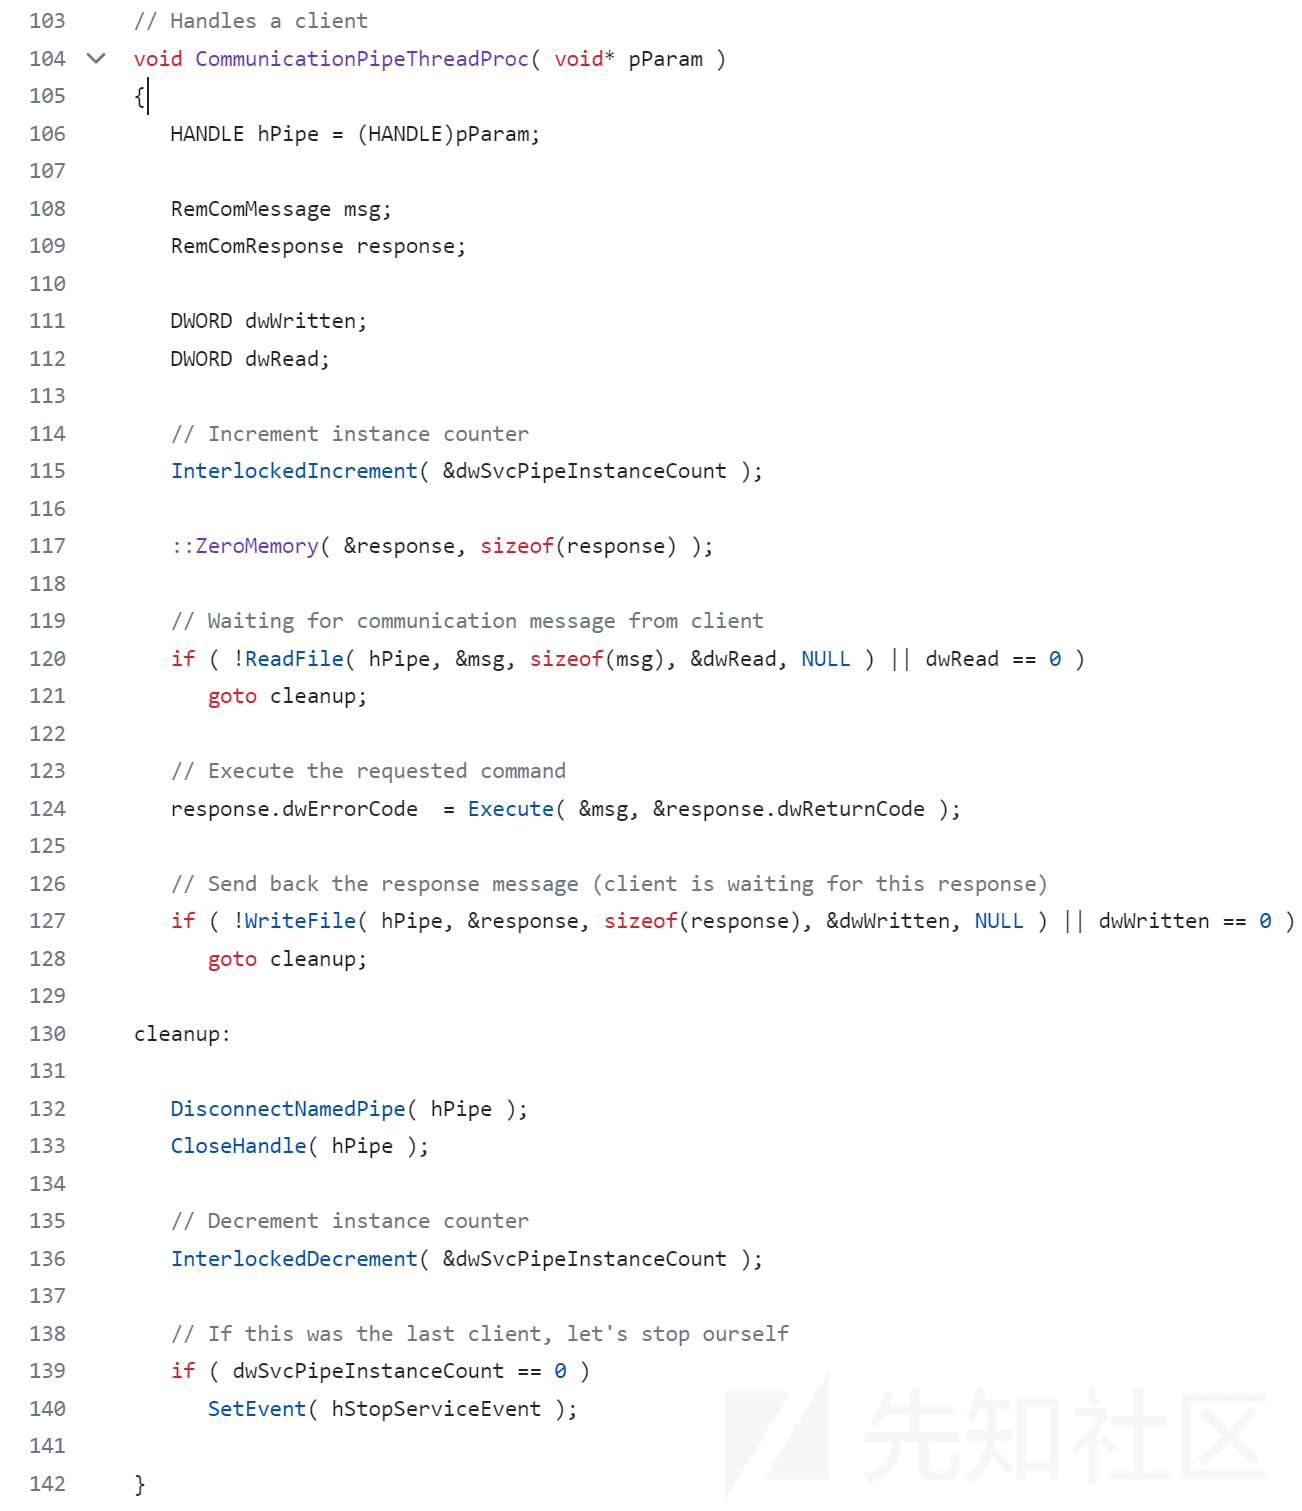 103 // Handles a client
104 void CommunicationPipeThreadProc( void* pParam )
105 {
106 HANDLE hPipe = (HANDLE)pParam;
107
108 RemComMessage msg;
109 RemComResponse response;
110
111 DWORD dwWritten;
112 DWORD dwRead;
113
114 // Increment instance counter
115 InterlockedIncrement( &dwSvcPipeInstanceCount );
116
117 ::ZeroMemory( &response, sizeof(response) );
118
119 // Waiting for communication message from client
120 if ( !ReadFile( hPipe, &msg, sizeof(msg), &dwRead, NULL ) || dwRead == 0 )
121 goto cleanup;
122
123 // Execute the requested command
124 response.dwErrorCode  = Execute( &msg, &response.dwReturnCode );
125
126 // Send back the response message (client is waiting for this response)
127 if ( !WriteFile( hPipe, &response, sizeof(response), &dwWritten, NULL ) || dwWritten == 0 )
128 goto cleanup;
129
130 cleanup:
131
132 DisconnectNamedPipe( hPipe );
133 CloseHandle( hPipe );
134
135 // Decrement instance counter
136 InterlockedDecrement( &dwSvcPipeInstanceCount );
137
138 // If this was the last client, let's stop ourself
139 if ( dwSvcPipeInstanceCount == 0 )
140 SetEvent( hStopServiceEvent );
141
142 }
先知社区